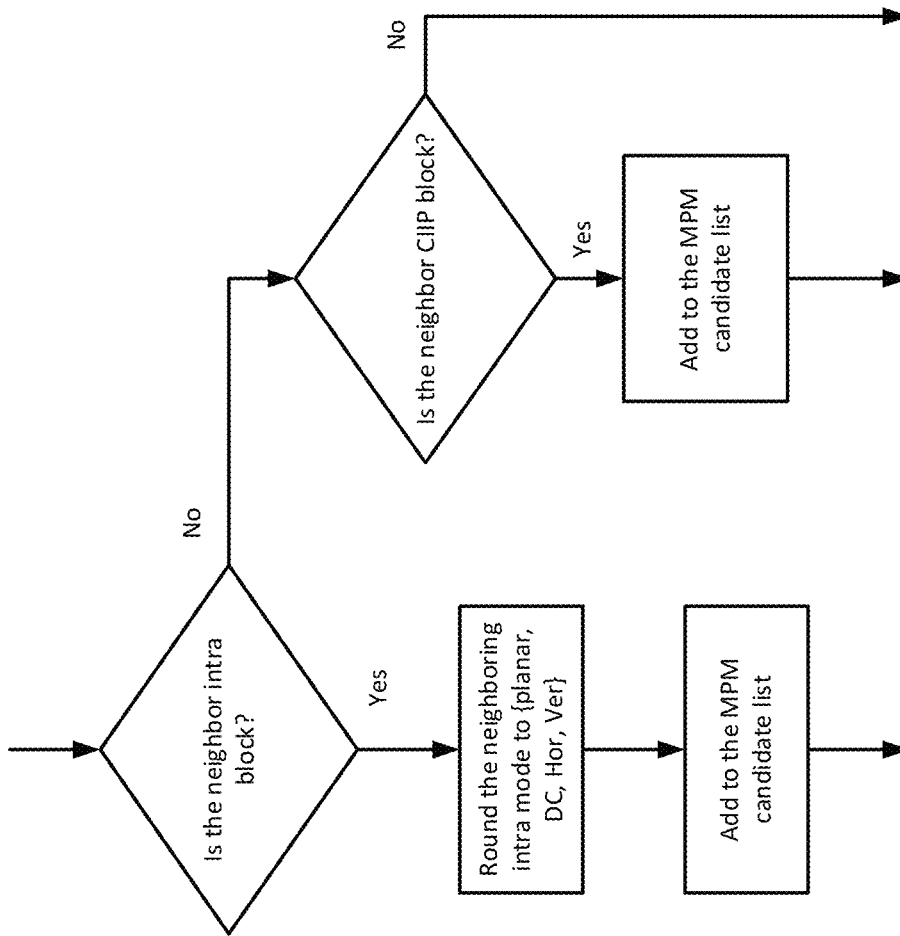 Is the neighbor intra
block?
No
Yes
Round the neighboring
intra mode to {planar,
DC, Hor, Ver}
Add to the MPM
candidate list
Is the neighbor CIIP block?
No
Yes
Add to the MPM
candidate list